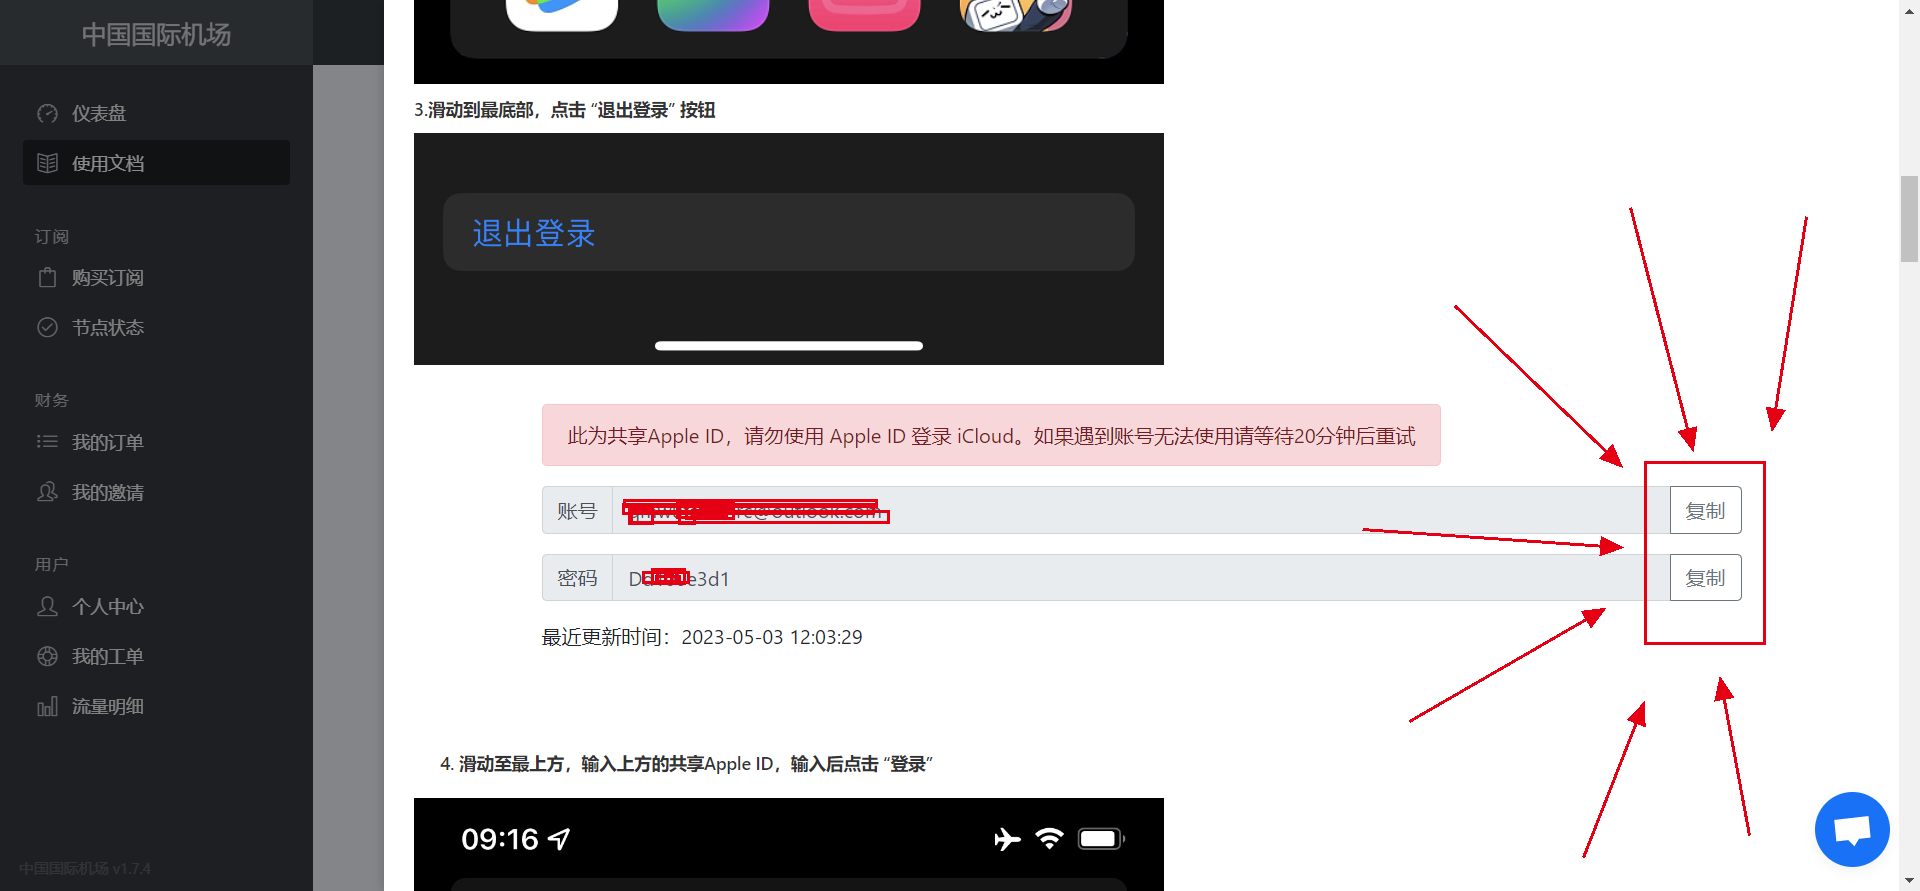 中国国际机场
仪表盘
使用文档
订阅
购买订阅
节点状态
财务
我的订单
我的邀请
用户
个人中心
我的工单
流量明细
中国国际机场 v1.7.4
3.滑动到最底部，点击 “退出登录” 按钮
退出登录
此为共享Apple ID，请勿使用 Apple ID 登录 iCloud。如果遇到账号无法使用请等待20分钟后重试
账号
复制
密码
复制
最近更新时间：2023-05-03 12:03:29
4. 滑动至最上方，输入上方的共享Apple ID，输入后点击 “登录”
09:16